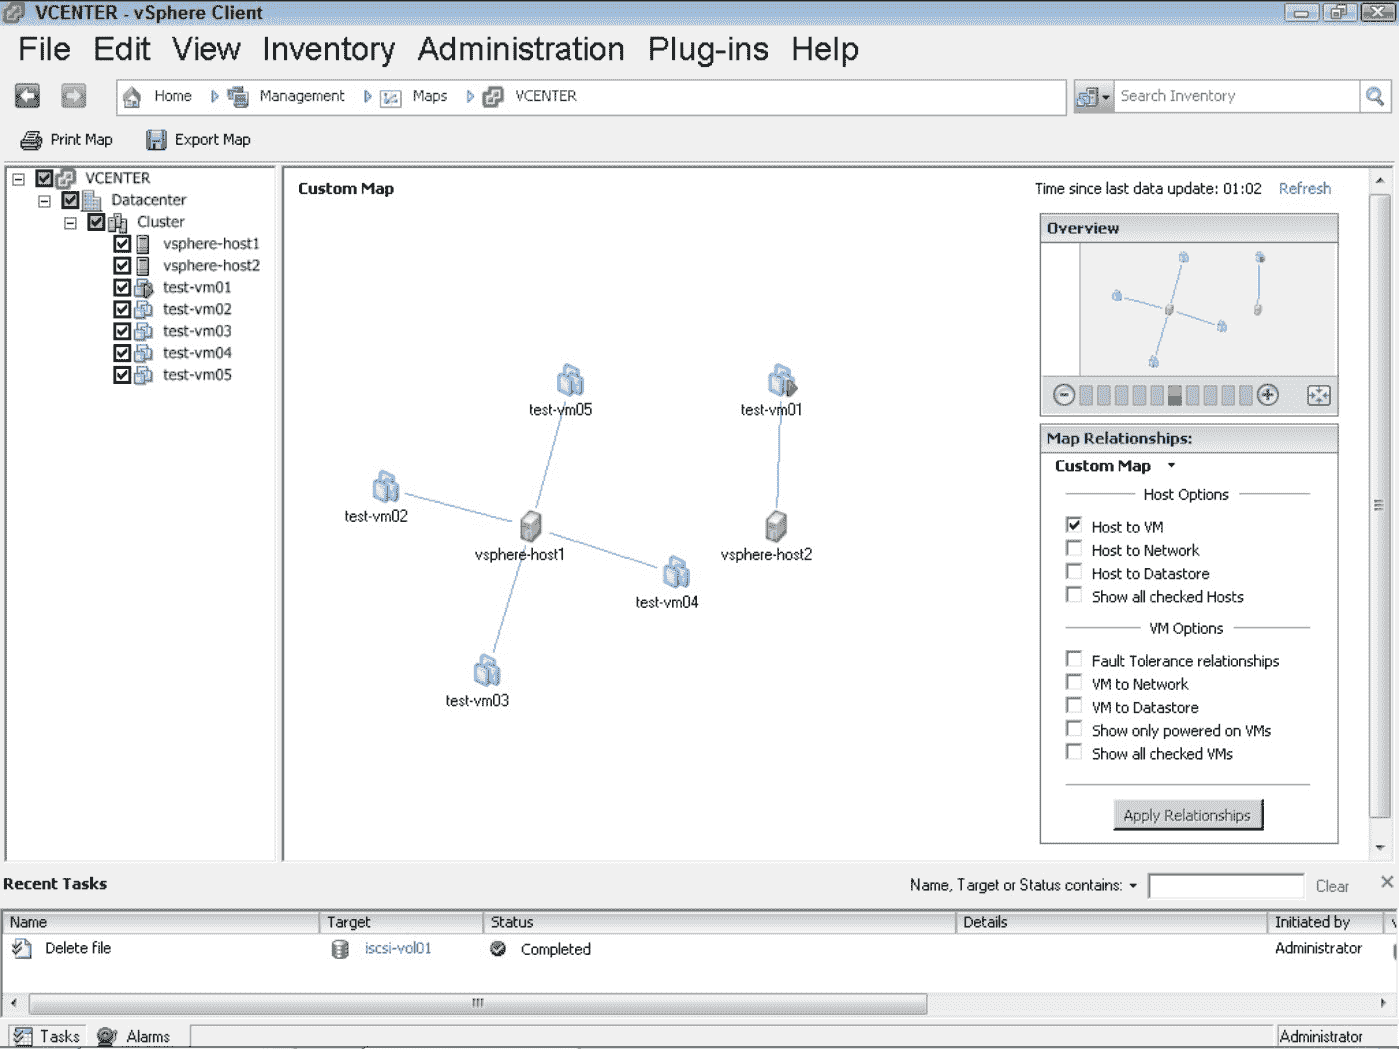 VCENTER - vSphere Client
File Edit View Inventory Administration Plug-ins Help
Home Management Maps VCENTER
Search Inventory
Print Map Export Map
VCENTER
Datacenter
Cluster
vsphere-host1
vsphere-host2
test-vm01
test-vm02
test-vm03
test-vm04
test-vm05
Custom Map
Time since last data update: 01:02 Refresh
test-vm05
test-vm01
test-vm02
vsphere-host1
vsphere-host2
test-vm04
test-vm03
Overview
Map Relationships:
Custom Map
Host Options
Host to VM
Host to Network
Host to Datastore
Show all checked Hosts
VM Options
Fault Tolerance relationships
VM to Network
VM to Datastore
Show only powered on VMs
Show all checked VMs
Apply Relationships
Recent Tasks
Name, Target or Status contains: Clear
Name Target Status Details Initiated by
Delete file iscsi-vol01 Completed Administrator
Tasks Alarms Administrator